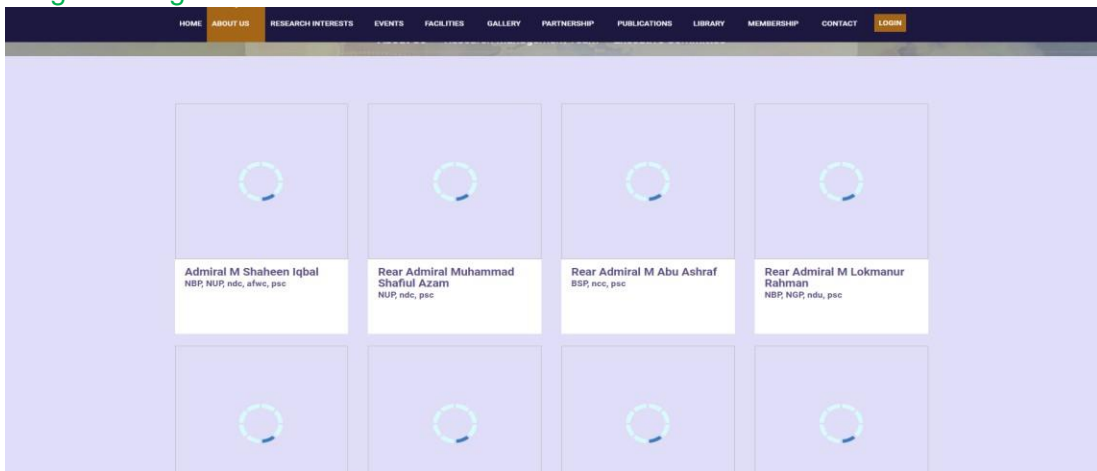 HOME ABOUT US RESEARCH INTERESTS EVENTS FACILITIES GALLERY PARTNERSHIP PUBLICATIONS LIBRARY MEMBERSHIP CONTACT LOGIN
Admiral M Shaheen Iqbal
NBP, NUP, ndc, afwc, psc
Rear Admiral Muhammad
Shafiul Azam
NUP, ndc, psc
Rear Admiral M Abu Ashraf
BSP, ncc, psc
Rear Admiral M Lokmanur
Rahman
NBP, NGP, ndu, psc